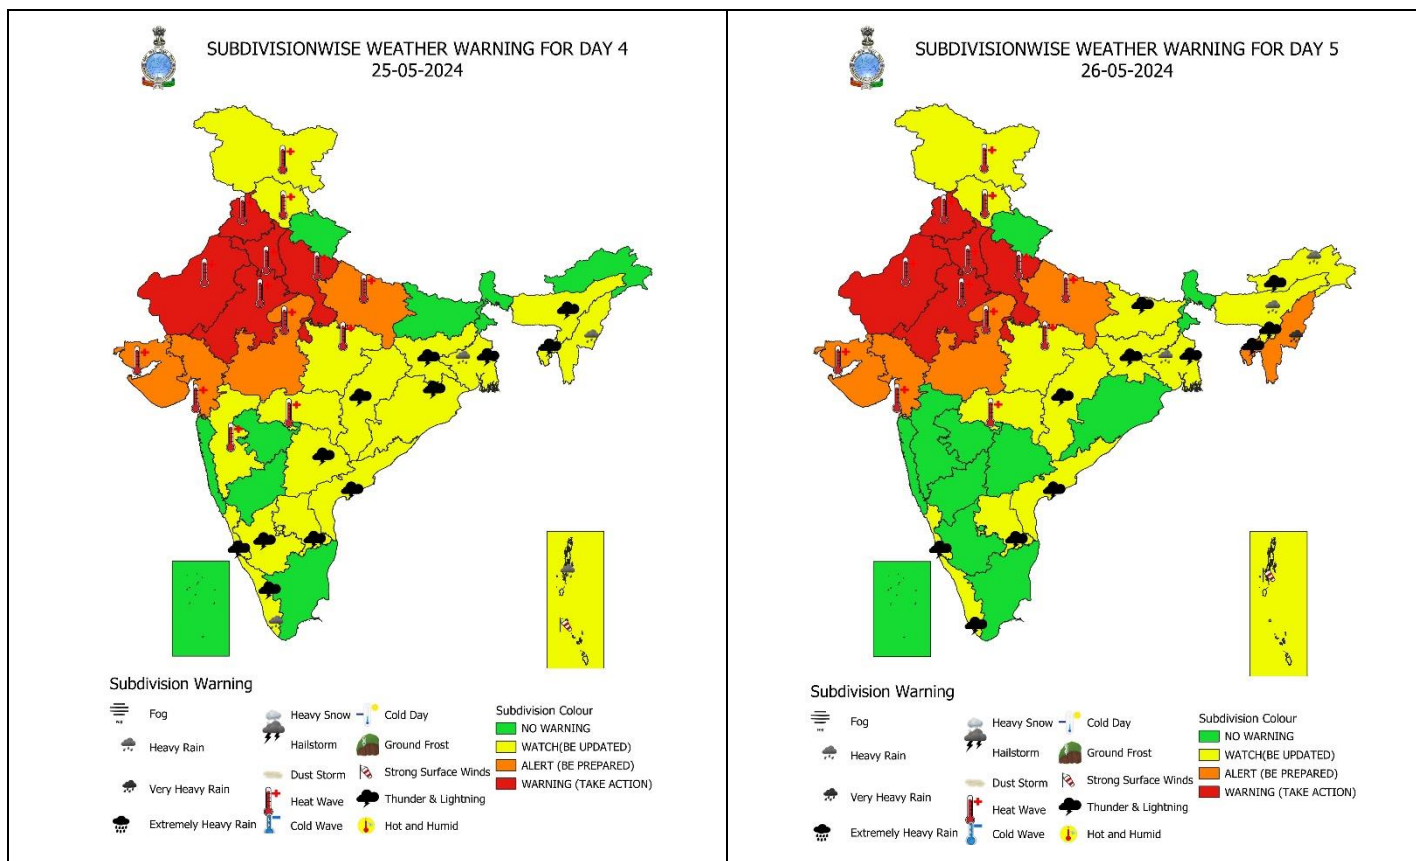 SUBDIVISIONWISE WEATHER WARNING FOR DAY 4
25-05-2024
Subdivision Warning
Fog
Heavy Rain
Very Heavy Rain
Extremely Heavy Rain
Heavy Snow
Hailstorm
Dust Storm
Heat Wave
Cold Wave
Cold Day
Ground Frost
Strong Surface Winds
Thunder & Lightning
Hot and Humid
Subdivision Colour
NO WARNING
WATCH(BE UPDATED)
ALERT (BE PREPARED)
WARNING (TAKE ACTION)
SUBDIVISIONWISE WEATHER WARNING FOR DAY 5
26-05-2024
Subdivision Warning
Fog
Heavy Rain
Very Heavy Rain
Extremely Heavy Rain
Heavy Snow
Hailstorm
Dust Storm
Heat Wave
Cold Wave
Cold Day
Ground Frost
Strong Surface Winds
Thunder & Lightning
Hot and Humid
Subdivision Colour
NO WARNING
WATCH(BE UPDATED)
ALERT (BE PREPARED)
WARNING (TAKE ACTION)